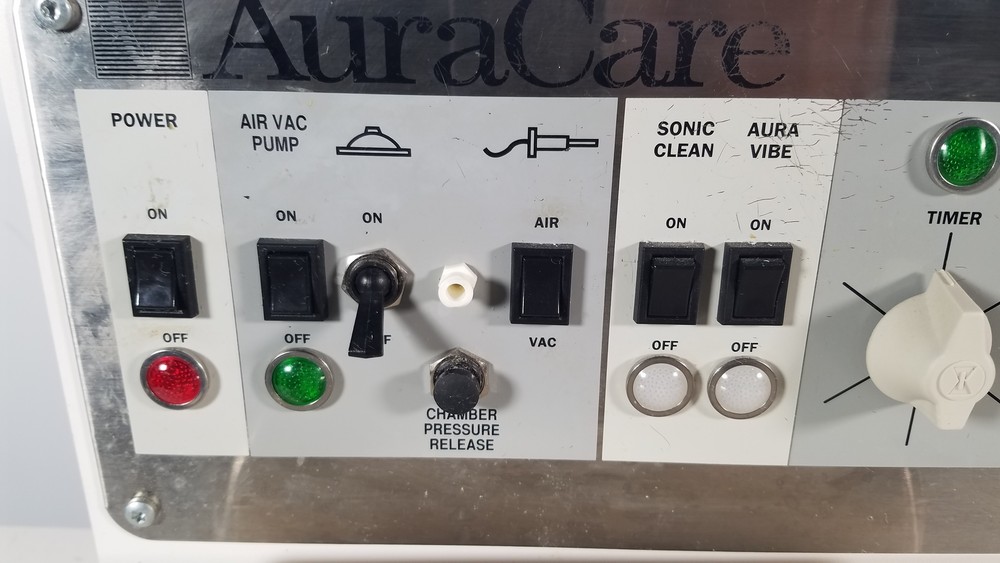 AuraCare
POWER
ON
OFF
AIR VAC
PUMP
ON
OFF
ON
AIR
VAC
CHAMBER
PRESSURE
RELEASE
SONIC
CLEAN
ON
OFF
AURA
VIBE
ON
OFF
TIMER